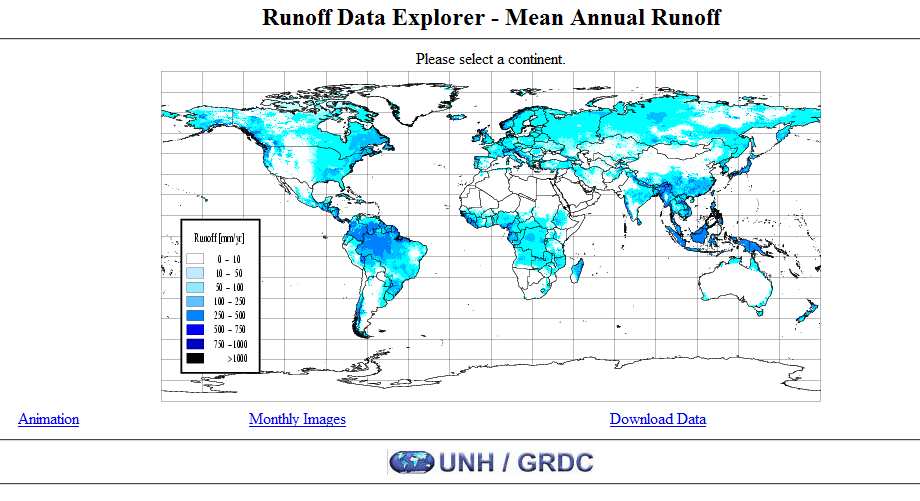 Runoff Data Explorer - Mean Annual Runoff
Please select a continent.
Runoff [mm/yr]
0 - 10
10 - 50
50 - 100
100 - 250
250 - 500
500 - 750
750 - 1000
>1000
Animation
Monthly Images
Download Data
UNH / GRDC